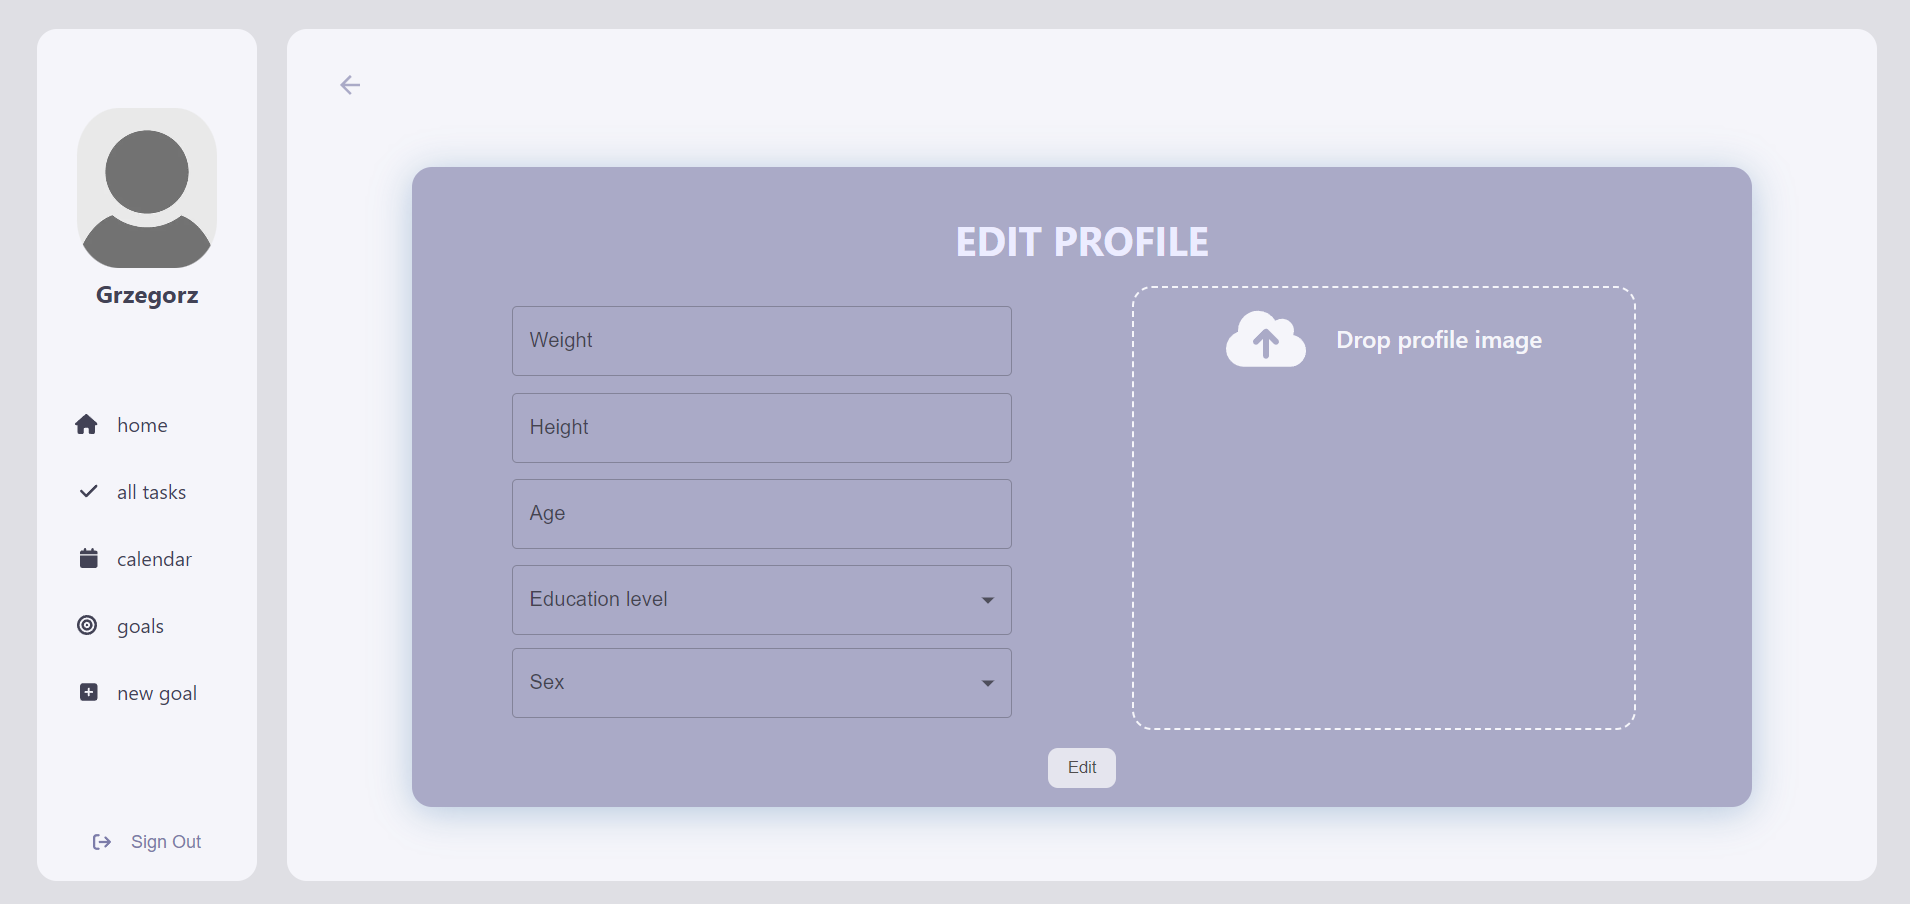 Grzegorz
home
all tasks
calendar
goals
new goal
Sign Out
EDIT PROFILE
Weight
Height
Age
Education level
Sex
Drop profile image
Edit